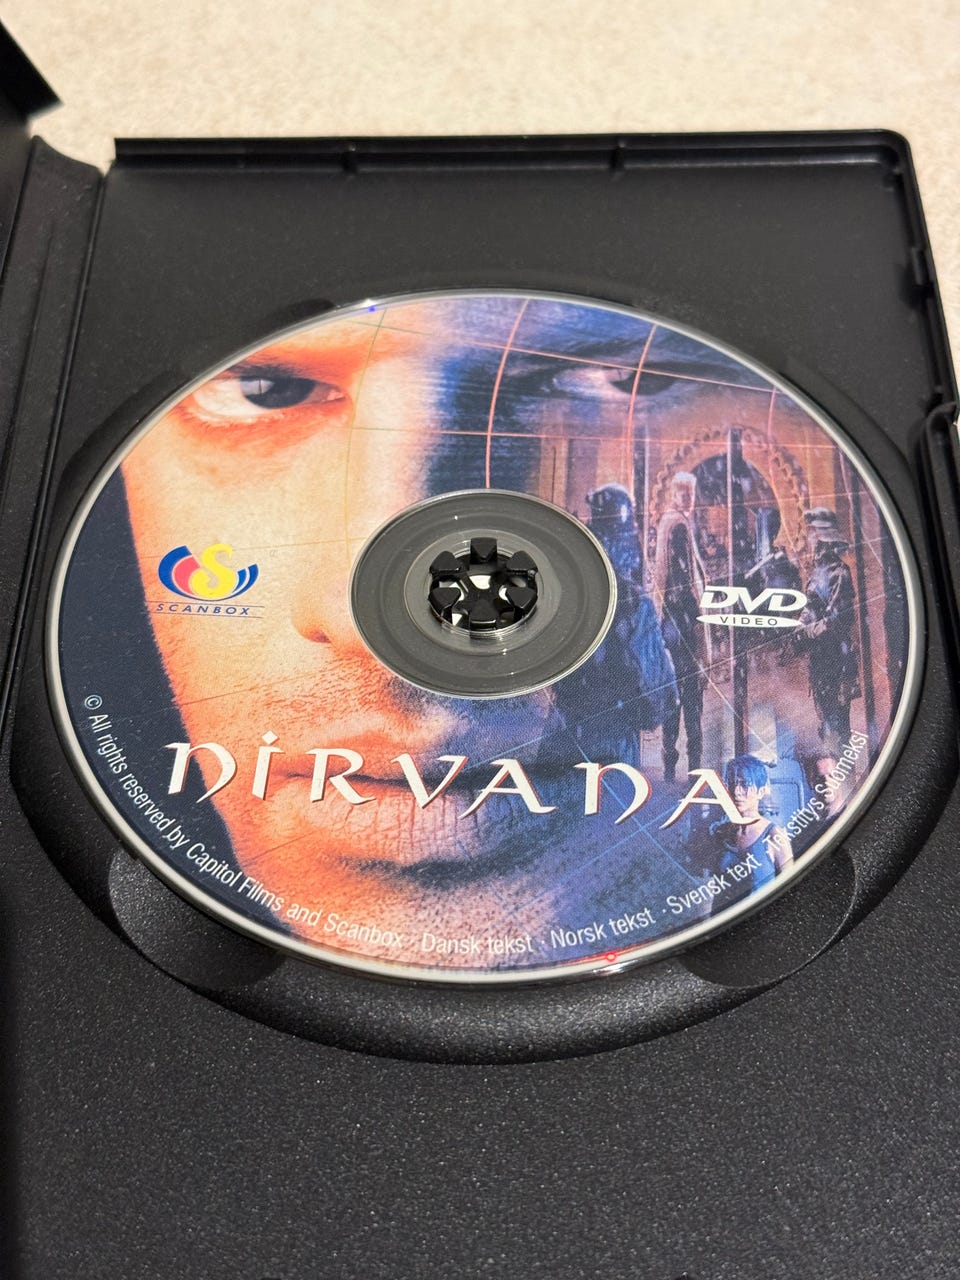 S
SCANBOX
DVD
VIDEO
NIRVANA
© All rights reserved by Capitol Films and Scanbox · Dansk tekst · Norsk tekst · Svensk text · Tekstitys Suomeksi